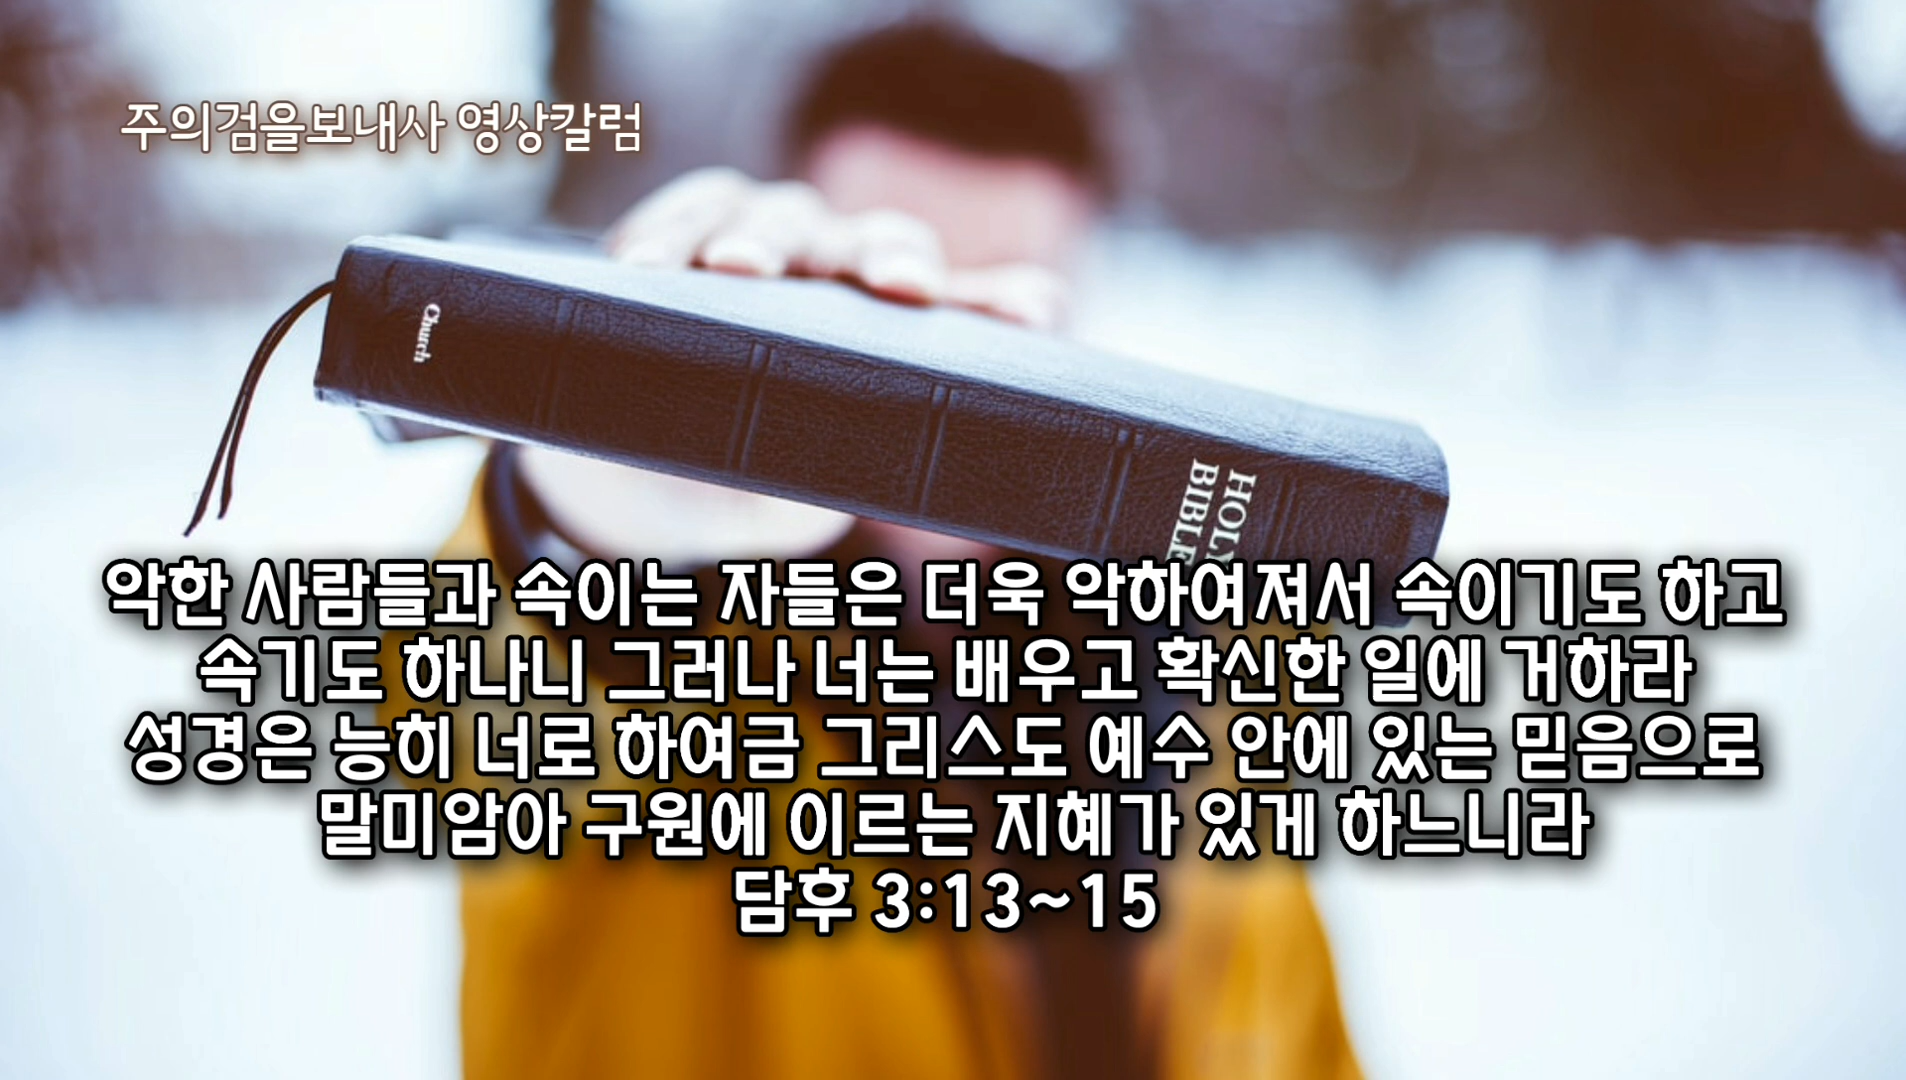 주의검을보내사 영상칼럼
Church
HOLY
BIBLE
악한 사람들과 속이는 자들은 더욱 악하여져서 속이기도 하고
속기도 하나니 그러나 너는 배우고 확신한 일에 거하라
성경은 능히 너로 하여금 그리스도 예수 안에 있는 믿음으로
말미암아 구원에 이르는 지혜가 있게 하느니라
담후 3:13~15